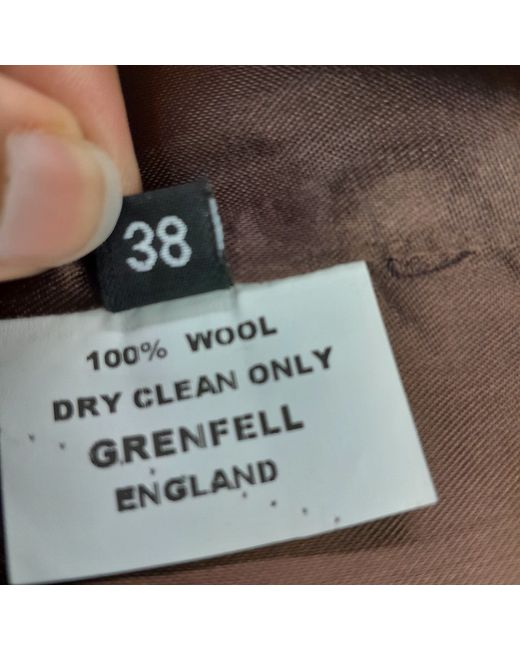 38
100% WOOL
DRY CLEAN ONLY
GRENFELL
ENGLAND